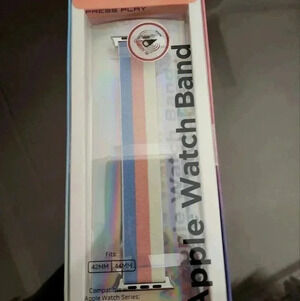 PRESS PLAY
Apple Watch Band
Fits:
42MM 44MM
Compatible
Apple Watch Series: